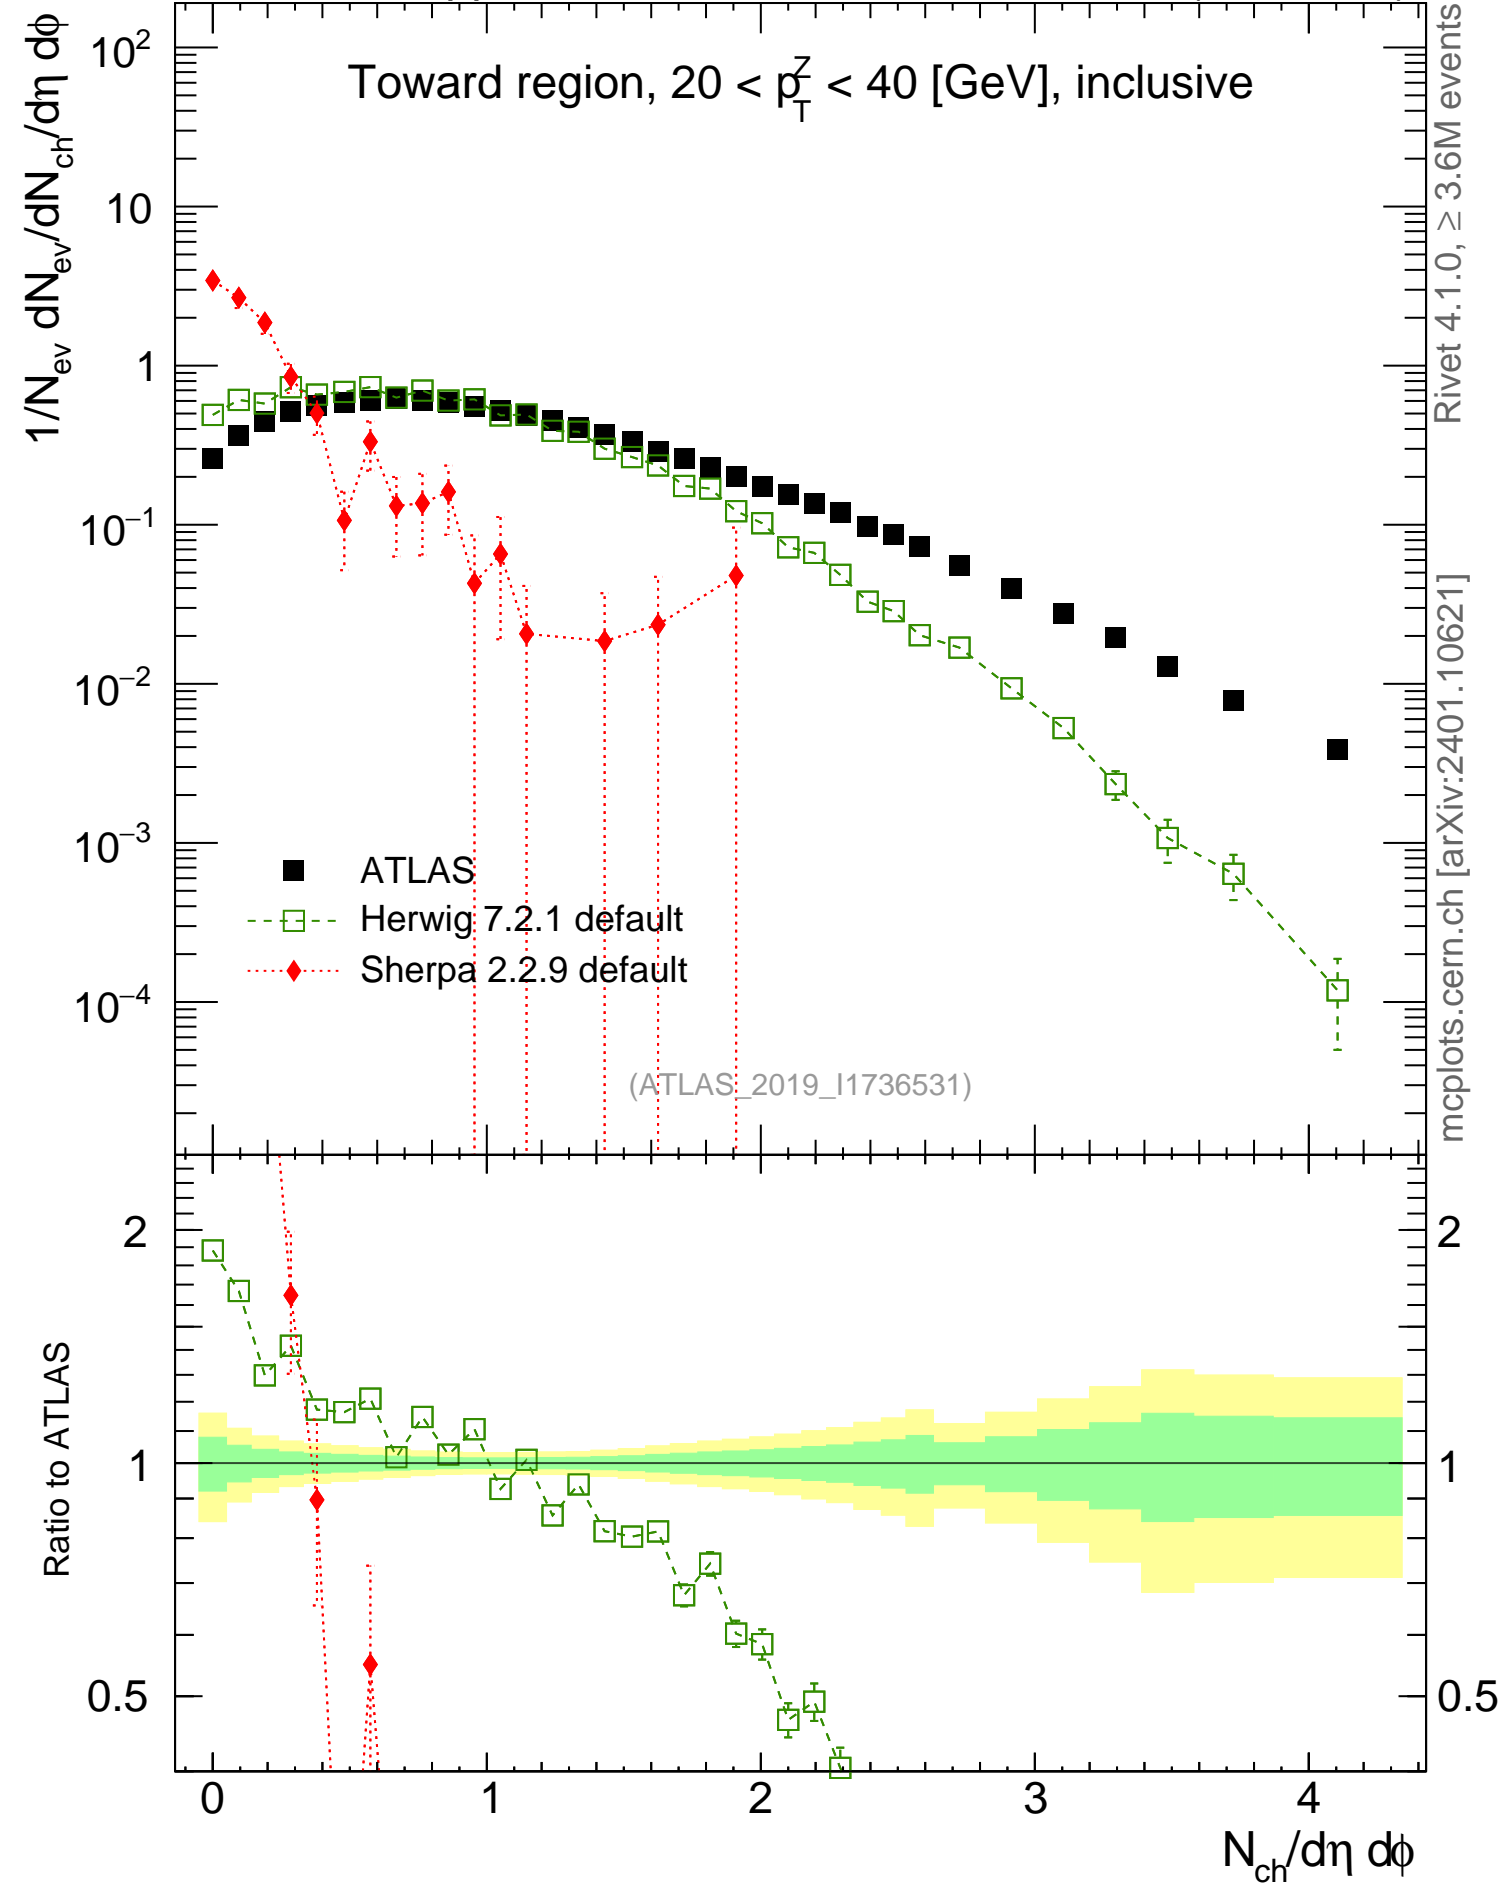 Toward region, 20 < p_T^Z < 40 [GeV], inclusive
1/N_ev dN_ev/dN_ch/dη dϕ
10^2
10
1
10^−1
10^−2
10^−3
10^−4
ATLAS
Herwig 7.2.1 default
Sherpa 2.2.9 default
(ATLAS_2019_I1736531)
Rivet 4.1.0, ≥ 3.6M events
mcplots.cern.ch [arXiv:2401.10621]
Ratio to ATLAS
2
1
0.5
2
1
0.5
0 1 2 3 4
N_ch/dη dϕ